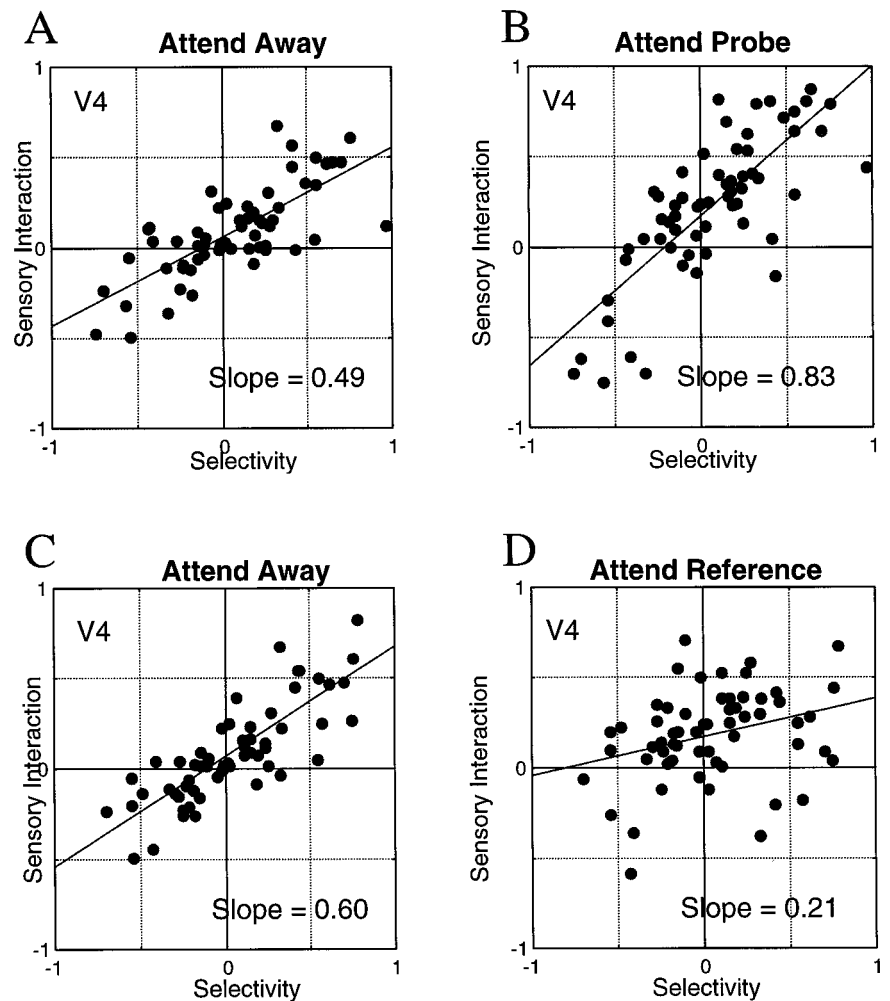 A
Attend Away
V4
1
0
-1
-1
0
1
Sensory Interaction
Selectivity
Slope = 0.49
B
Attend Probe
V4
1
0
-1
-1
0
1
Sensory Interaction
Selectivity
Slope = 0.83
C
Attend Away
V4
1
0
-1
-1
0
1
Sensory Interaction
Selectivity
Slope = 0.60
D
Attend Reference
V4
1
0
-1
-1
0
1
Sensory Interaction
Selectivity
Slope = 0.21